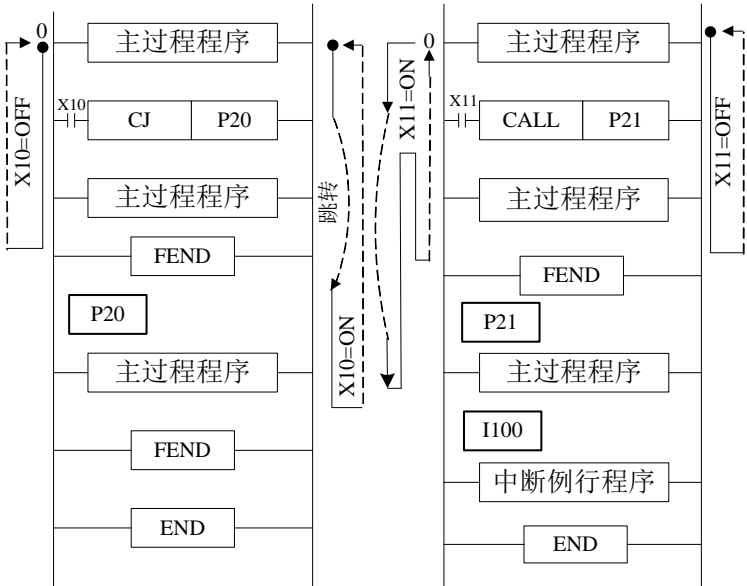 0
主过程程序
X10=OFF
X10
CJ P20
主过程程序
跳转
FEND
P20
X10=ON
主过程程序
FEND
END
0
主过程程序
X11=ON
X11
CALL P21
X11=OFF
主过程程序
FEND
P21
主过程程序
I100
中断例行程序
END